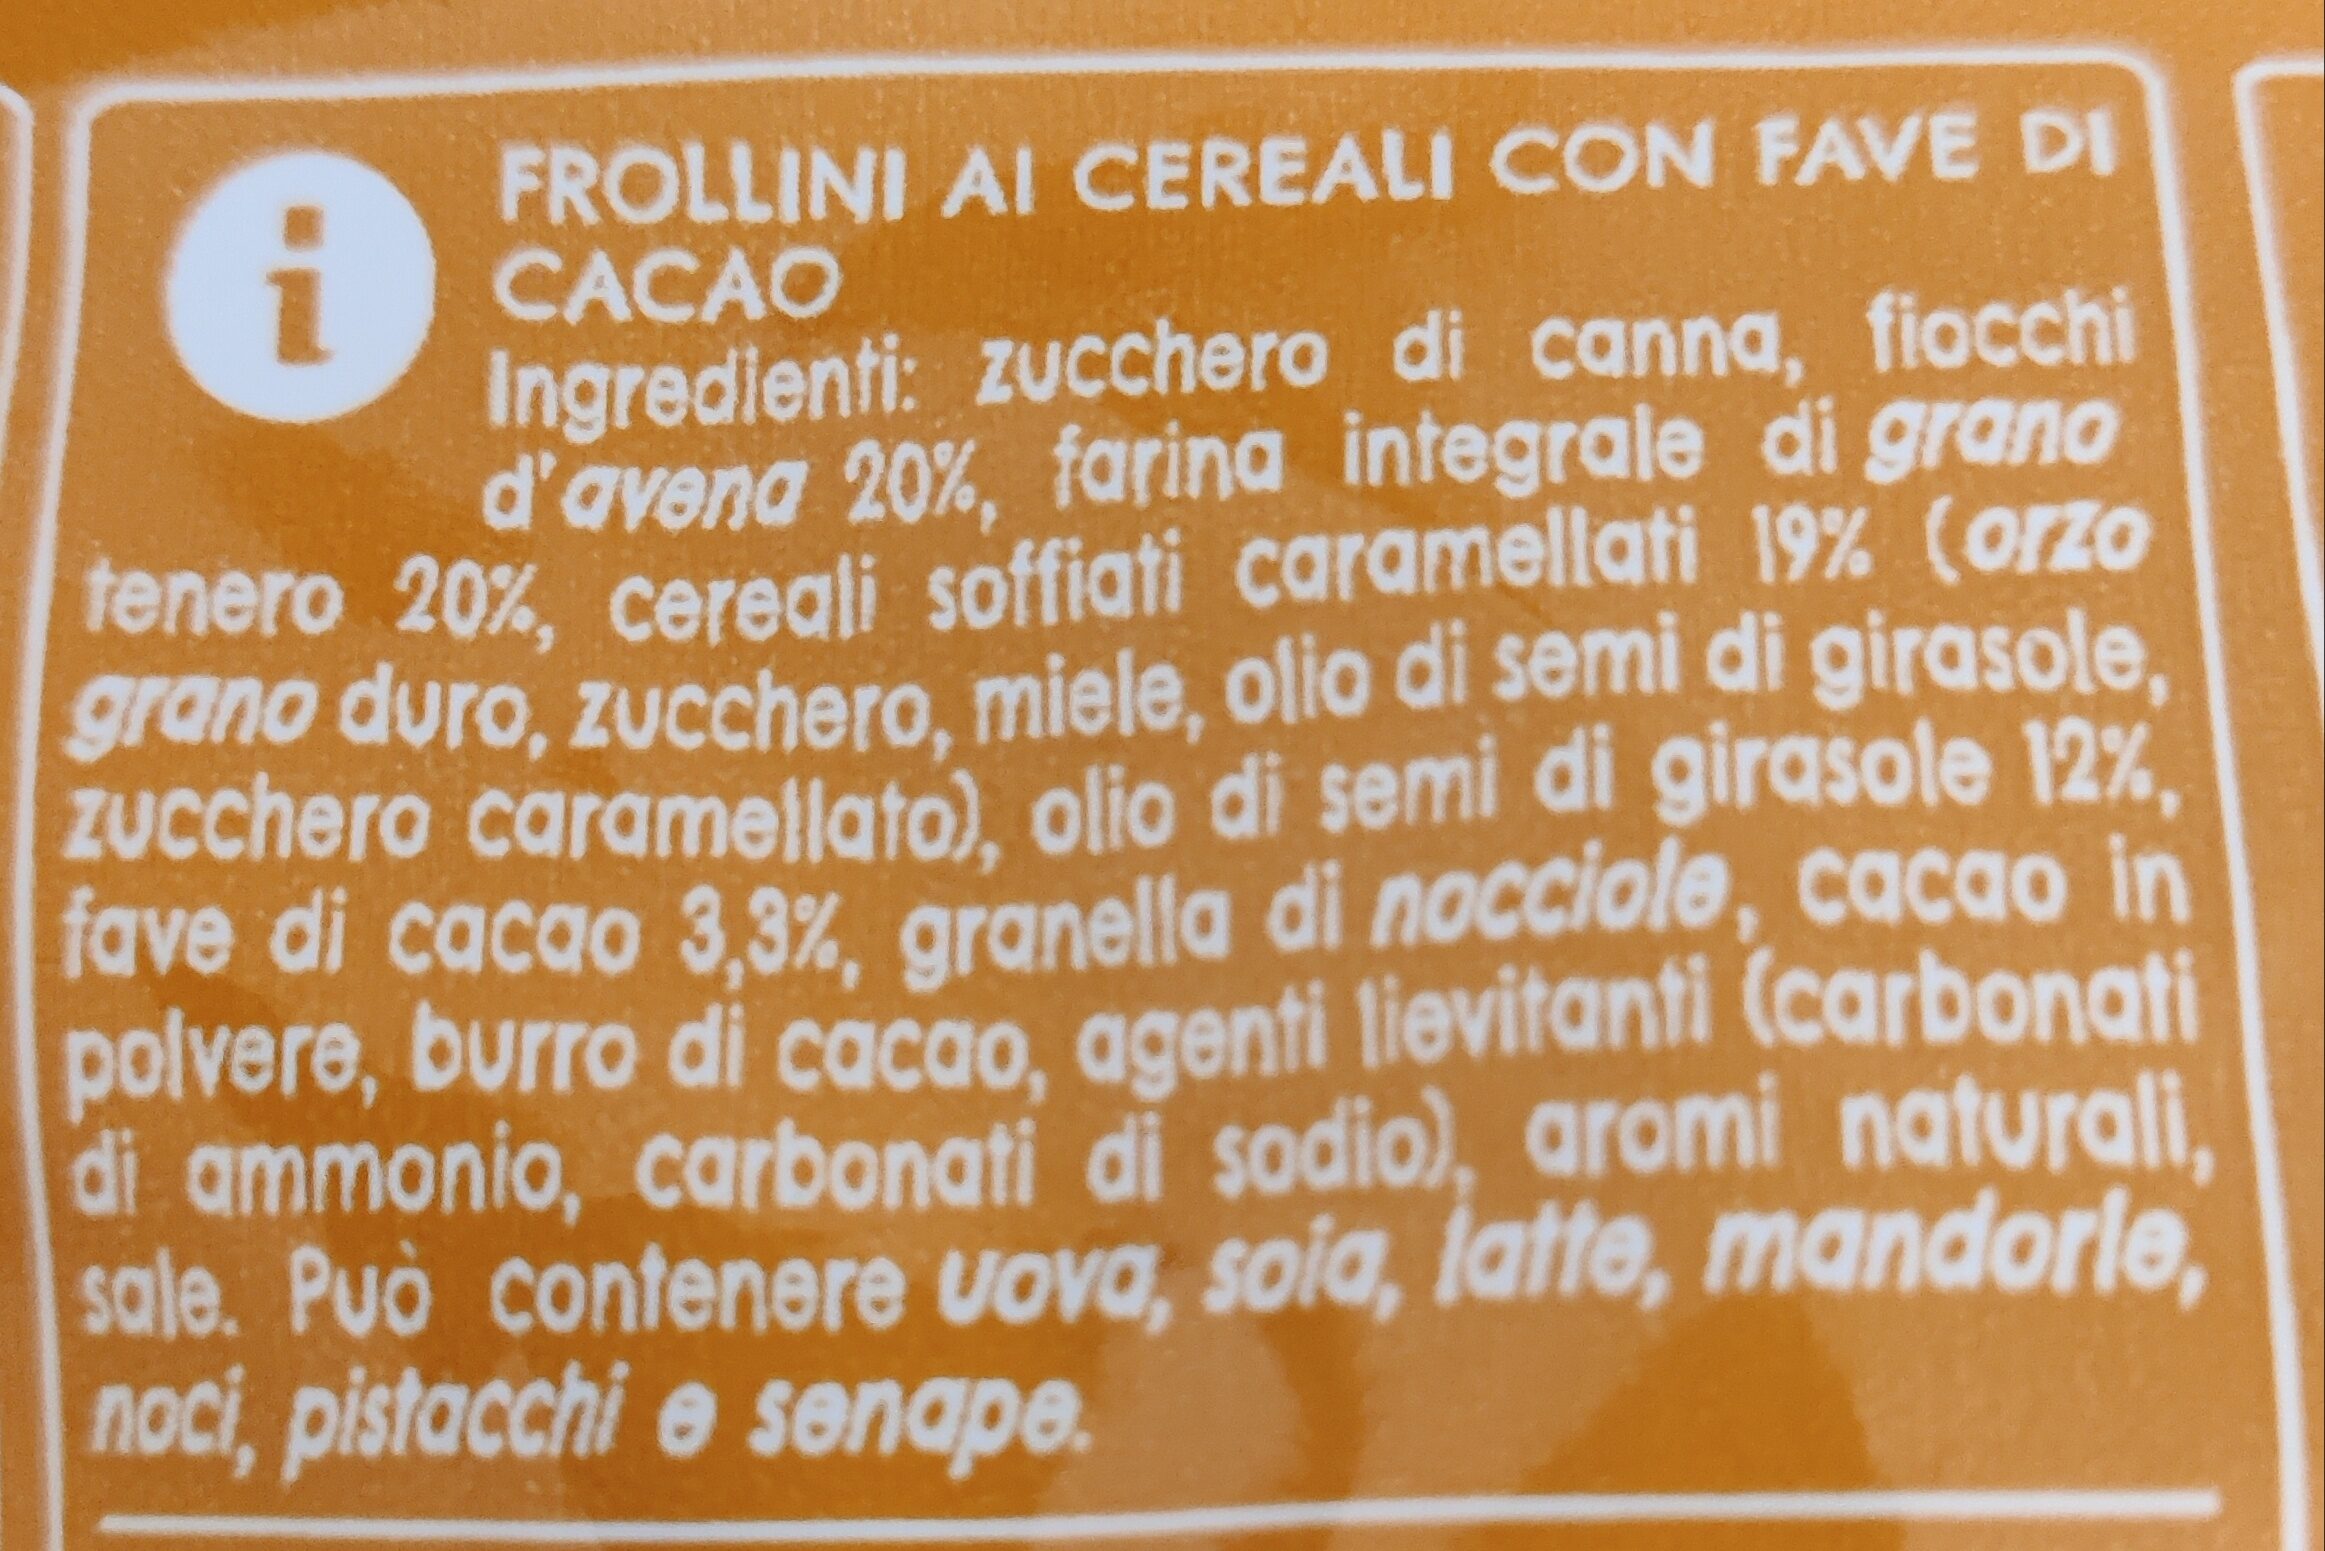 i
FROLLINI AI CEREALI CON FAVE DI
CACAO
Ingredienti: zucchero di canna, fiocchi
d'avena 20%, farina integrale di grano
tenero 20%, cereali soffiati caramellati 19% (orzo
grano duro, zucchero, miele, olio di semi di girasole,
zucchero caramellato), olio di semi di girasole 12%,
fave di cacao 3,3%, granella di nocciole, cacao in
polvere, burro di cacao, agenti lievitanti (carbonati
di ammonio, carbonati di sodio), aromi naturali,
sale. Può contenere uova, soia, latte, mandorle,
noci, pistacchi e senape.